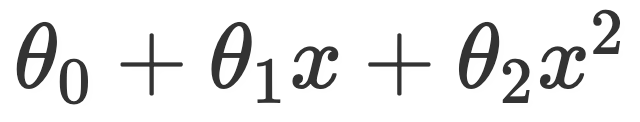 θ₀ + θ₁x + θ₂x²